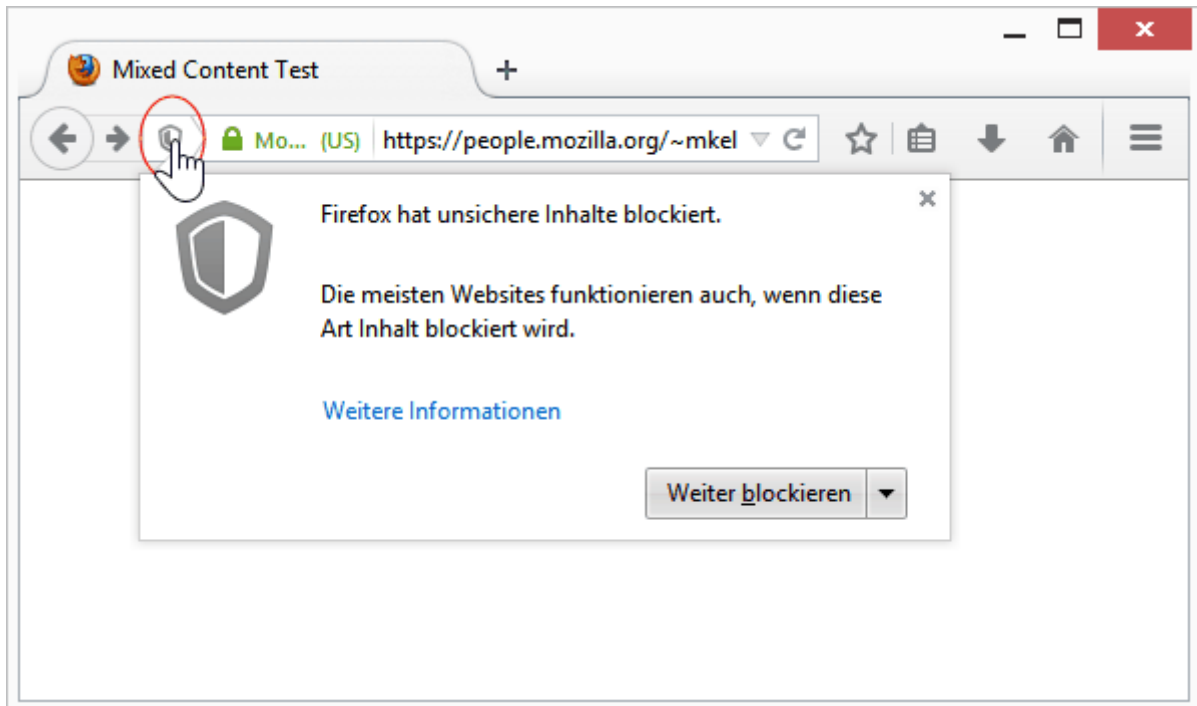 Mixed Content Test
Mo... (US) https://people.mozilla.org/~mkel
Firefox hat unsichere Inhalte blockiert.
Die meisten Websites funktionieren auch, wenn diese
Art Inhalt blockiert wird.
Weitere Informationen
Weiter blockieren